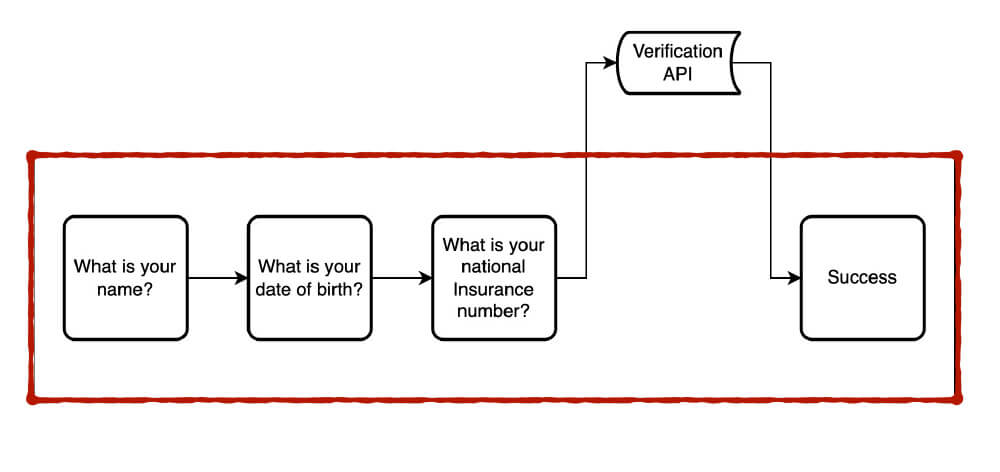 Verification
API
What is your
name?
What is your
date of birth?
What is your
national
Insurance
number?
Success